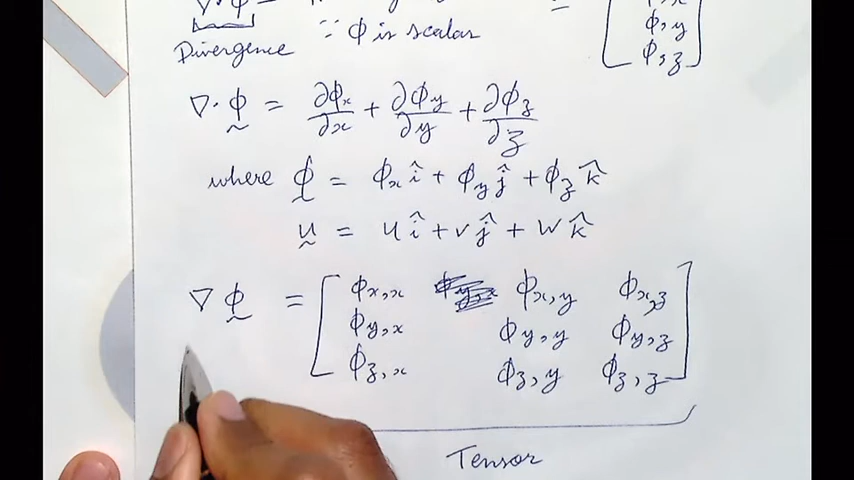 ∇·ϕ =
Divergence ∵ ϕ is scalar
= [ ϕ,y ϕ,z ]
∇·ϕ̰ = ∂ϕx/∂x + ∂ϕy/∂y + ∂ϕz/∂z
where ϕ̰ = ϕx î + ϕy ĵ + ϕz k̂
ṵ = u î + v ĵ + w k̂
∇ϕ̰ = [ ϕx,x ϕx,y ϕx,z
ϕy,x ϕy,y ϕy,z
ϕz,x ϕz,y ϕz,z ]
Tensor